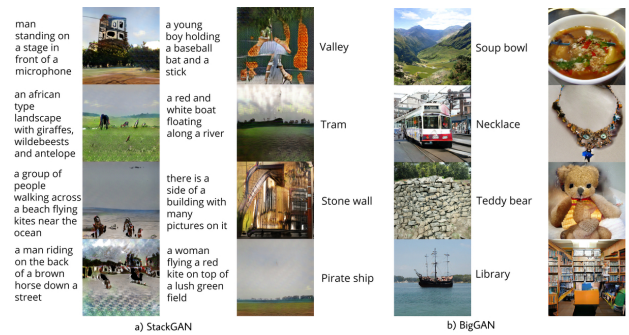 man
standing on
a stage in
front of a
microphone
an african
type
landscape
with giraffes,
wildebeests
and antelope
a group of
people
walking across
a beach flying
kites near the
ocean
a man riding
on the back
of a brown
horse down a
street
a young
boy holding
a baseball
bat and a
stick
a red and
white boat
floating
along a river
there is a
side of a
building with
many
pictures on it
a woman
flying a red
kite on top of
a lush green
field
a) StackGAN
Valley
Tram
Stone wall
Pirate ship
Soup bowl
Necklace
Teddy bear
Library
b) BigGAN